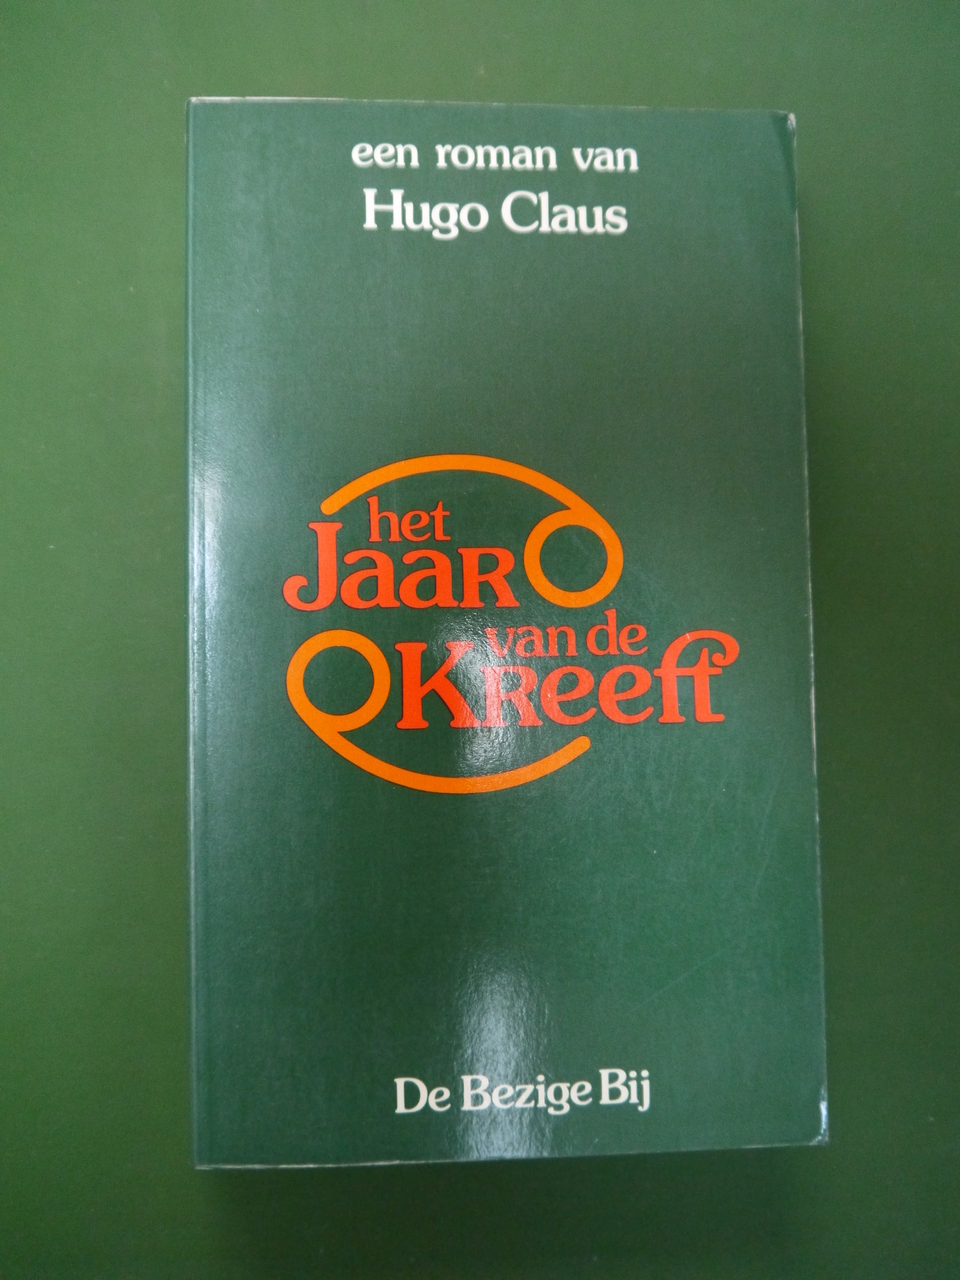 een roman van
Hugo Claus
het
Jaar
van de
Kreeft
De Bezige Bij